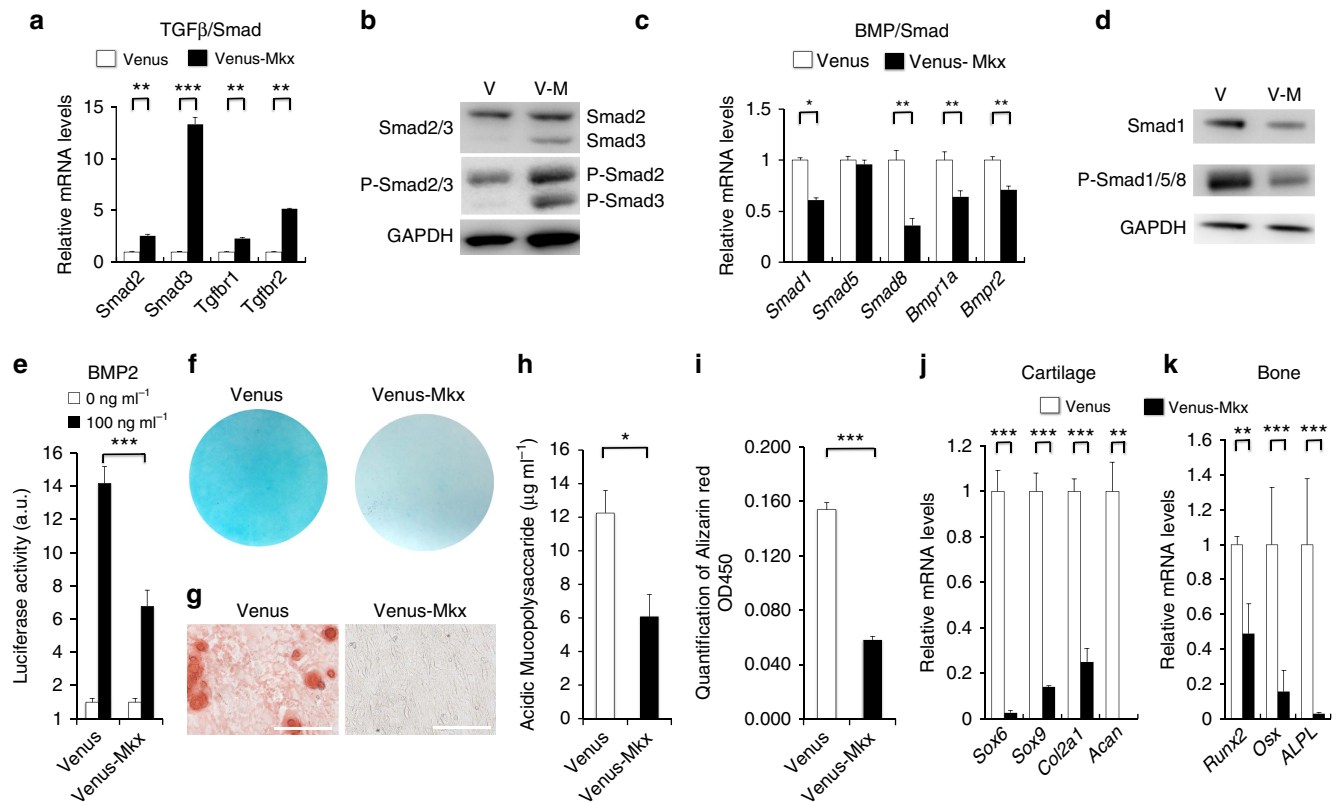 a
TGFβ/Smad
Venus
Venus-Mkx
** *** ** **
Relative mRNA levels
15
10
5
0
Smad2
Smad3
Tgfbr1
Tgfbr2
b
V V-M
Smad2/3
Smad2
Smad3
P-Smad2/3
P-Smad2
P-Smad3
GAPDH
c
BMP/Smad
Venus
Venus- Mkx
* ** ** **
Relative mRNA levels
1.5
1
0.5
0
Smad1
Smad5
Smad8
Bmpr1a
Bmpr2
d
V V-M
Smad1
P-Smad1/5/8
GAPDH
e
BMP2
0 ng ml⁻¹
100 ng ml⁻¹
***
Luciferase activity (a.u.)
16
14
12
10
8
6
4
2
1
Venus
Venus-Mkx
f
Venus
Venus-Mkx
g
Venus
Venus-Mkx
h
Acidic Mucopolysaccaride (μg ml⁻¹)
*
16
14
12
10
8
6
4
2
0
Venus
Venus-Mkx
i
Quantification of Alizarin red
OD450
***
0.200
0.160
0.120
0.080
0.040
0.000
Venus
Venus-Mkx
j
Cartilage
Venus
*** *** *** **
Relative mRNA levels
1.2
1
0.8
0.6
0.4
0.2
0
Sox6
Sox9
Col2a1
Acan
k
Bone
Venus-Mkx
** *** ***
Relative mRNA levels
1.6
1.4
1.2
1
0.8
0.6
0.4
0.2
0
Runx2
Osx
ALPL